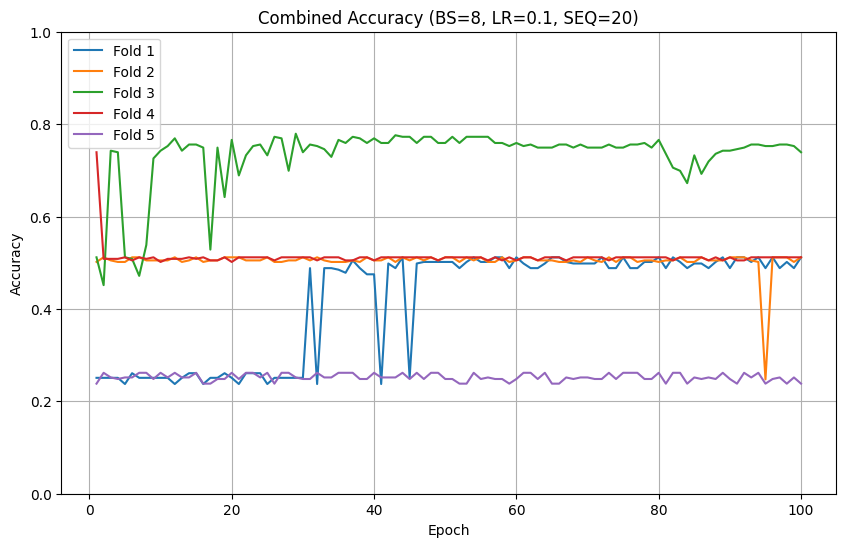 Combined Accuracy (BS=8, LR=0.1, SEQ=20)
Fold 1
Fold 2
Fold 3
Fold 4
Fold 5
1.0
0.8
0.6
0.4
0.2
0.0
Accuracy
0 20 40 60 80 100
Epoch